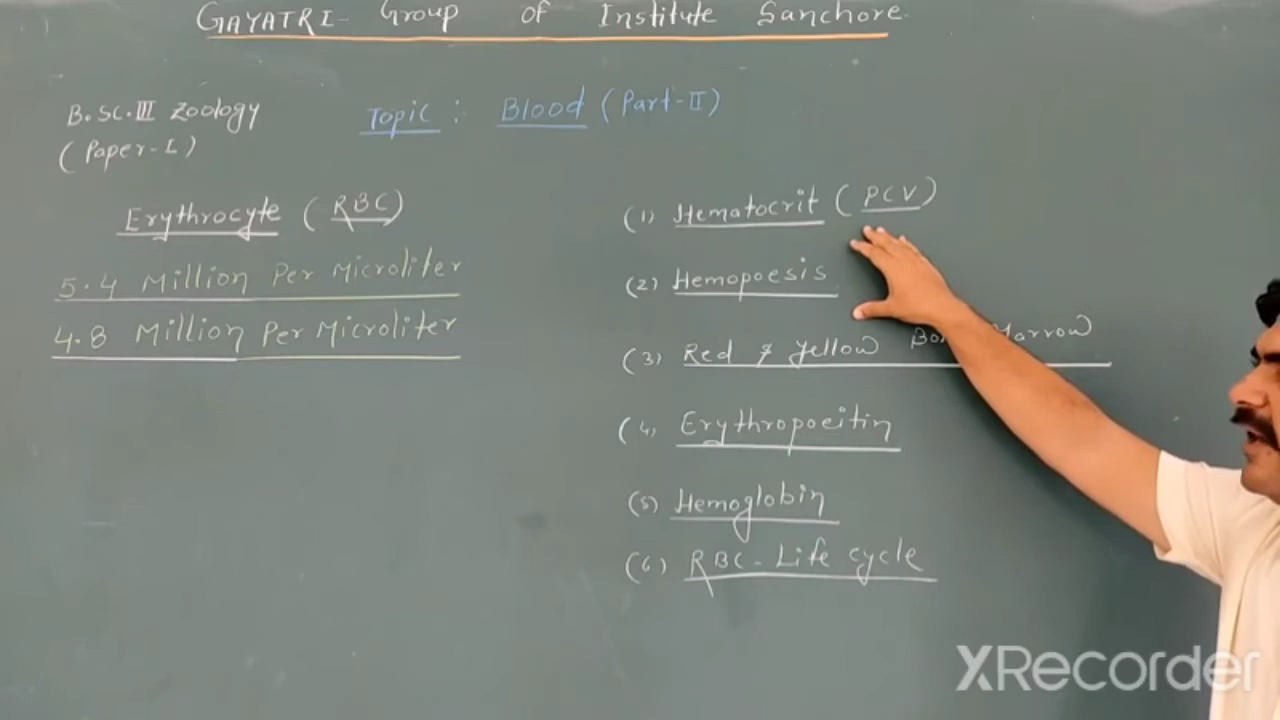 GAYATRI- Group of Institute Sanchore.
B.SC.III Zoology
(Paper-I)
Topic : Blood (Part-II)
Erythrocyte (RBC)
5.4 Million Per Microliter
4.8 Million Per Microliter
(1) Hematocrit (PCV)
(2) Hemopoesis
(3) Red & Yellow Marrow
(4) Erythropoeitin
(5) Hemoglobin
(6) RBC - Life cycle
XRecorder